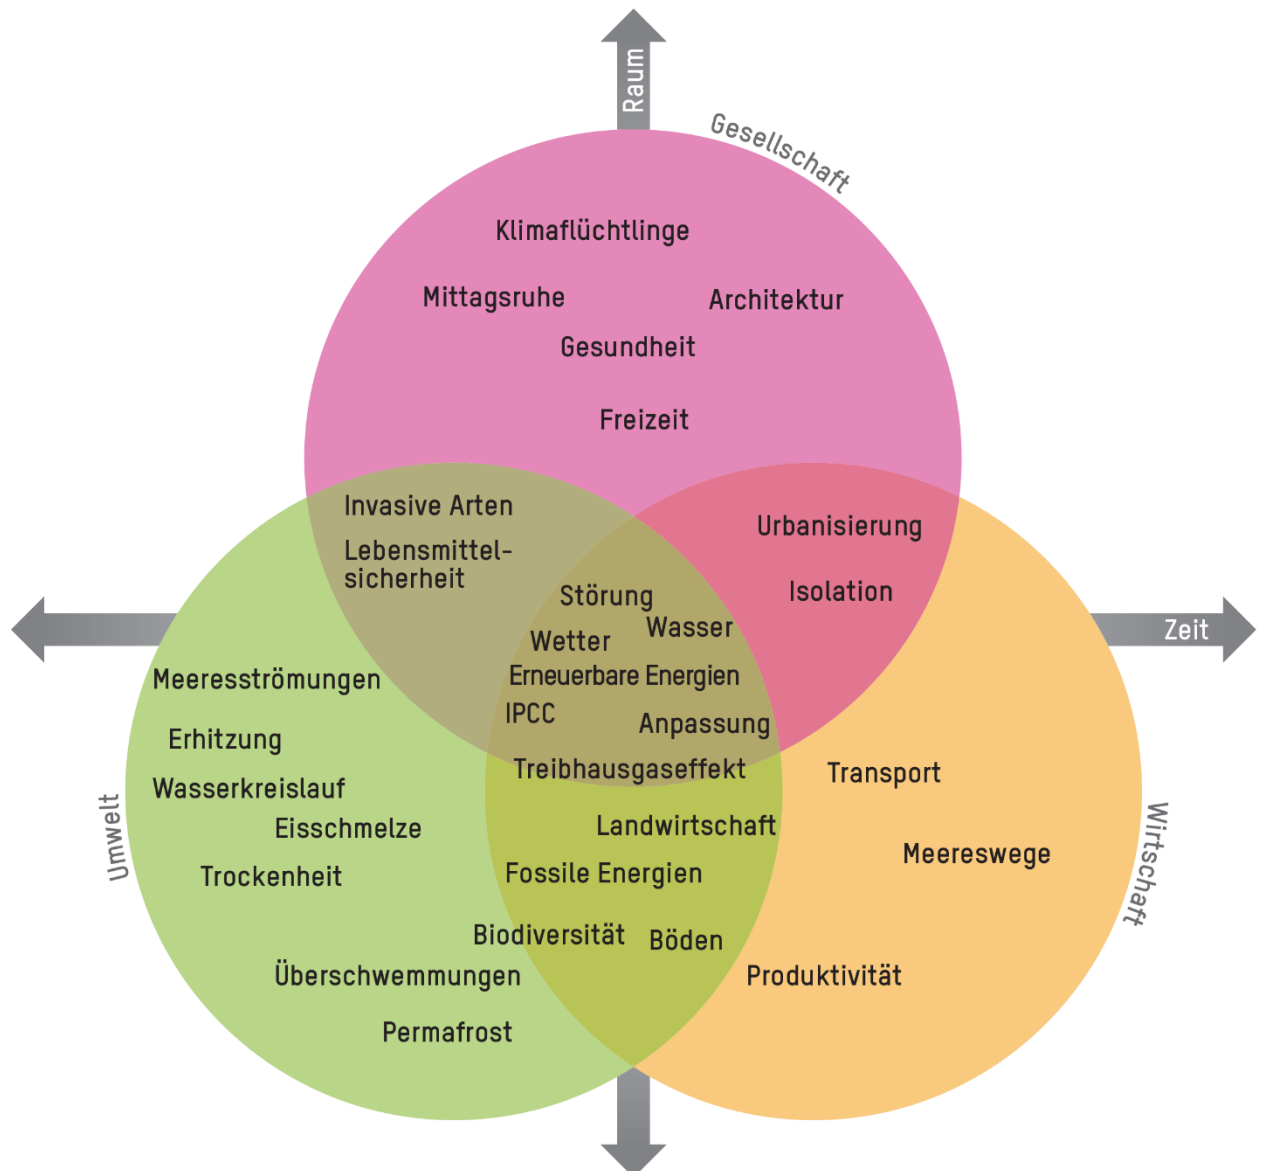 Raum
Gesellschaft
Klimaflüchtlinge
Mittagsruhe
Architektur
Gesundheit
Freizeit
Invasive Arten
Lebensmittel-
sicherheit
Urbanisierung
Isolation
Störung
Wasser
Wetter
Erneuerbare Energien
IPCC
Anpassung
Treibhausgaseffekt
Zeit
Meeresströmungen
Erhitzung
Wasserkreislauf
Eisschmelze
Trockenheit
Umwelt
Landwirtschaft
Fossile Energien
Biodiversität
Böden
Überschwemmungen
Permafrost
Transport
Meereswege
Produktivität
Wirtschaft